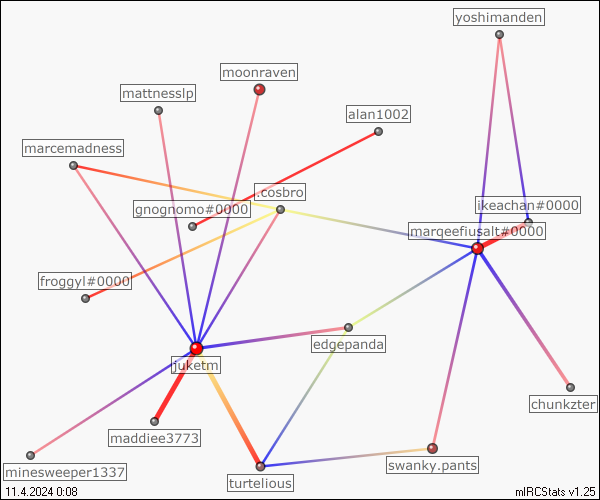 yoshimanden
moonraven
mattnesslp
alan1002
marcemadness
.cosbro
gnognomo#0000
ikeachan#0000
marqeefiusalt#0000
froggyl#0000
edgepanda
juketm
chunkzter
maddiee3773
swanky.pants
minesweeper1337
turtelious
11.4.2024 0:08
mIRCStats v1.25